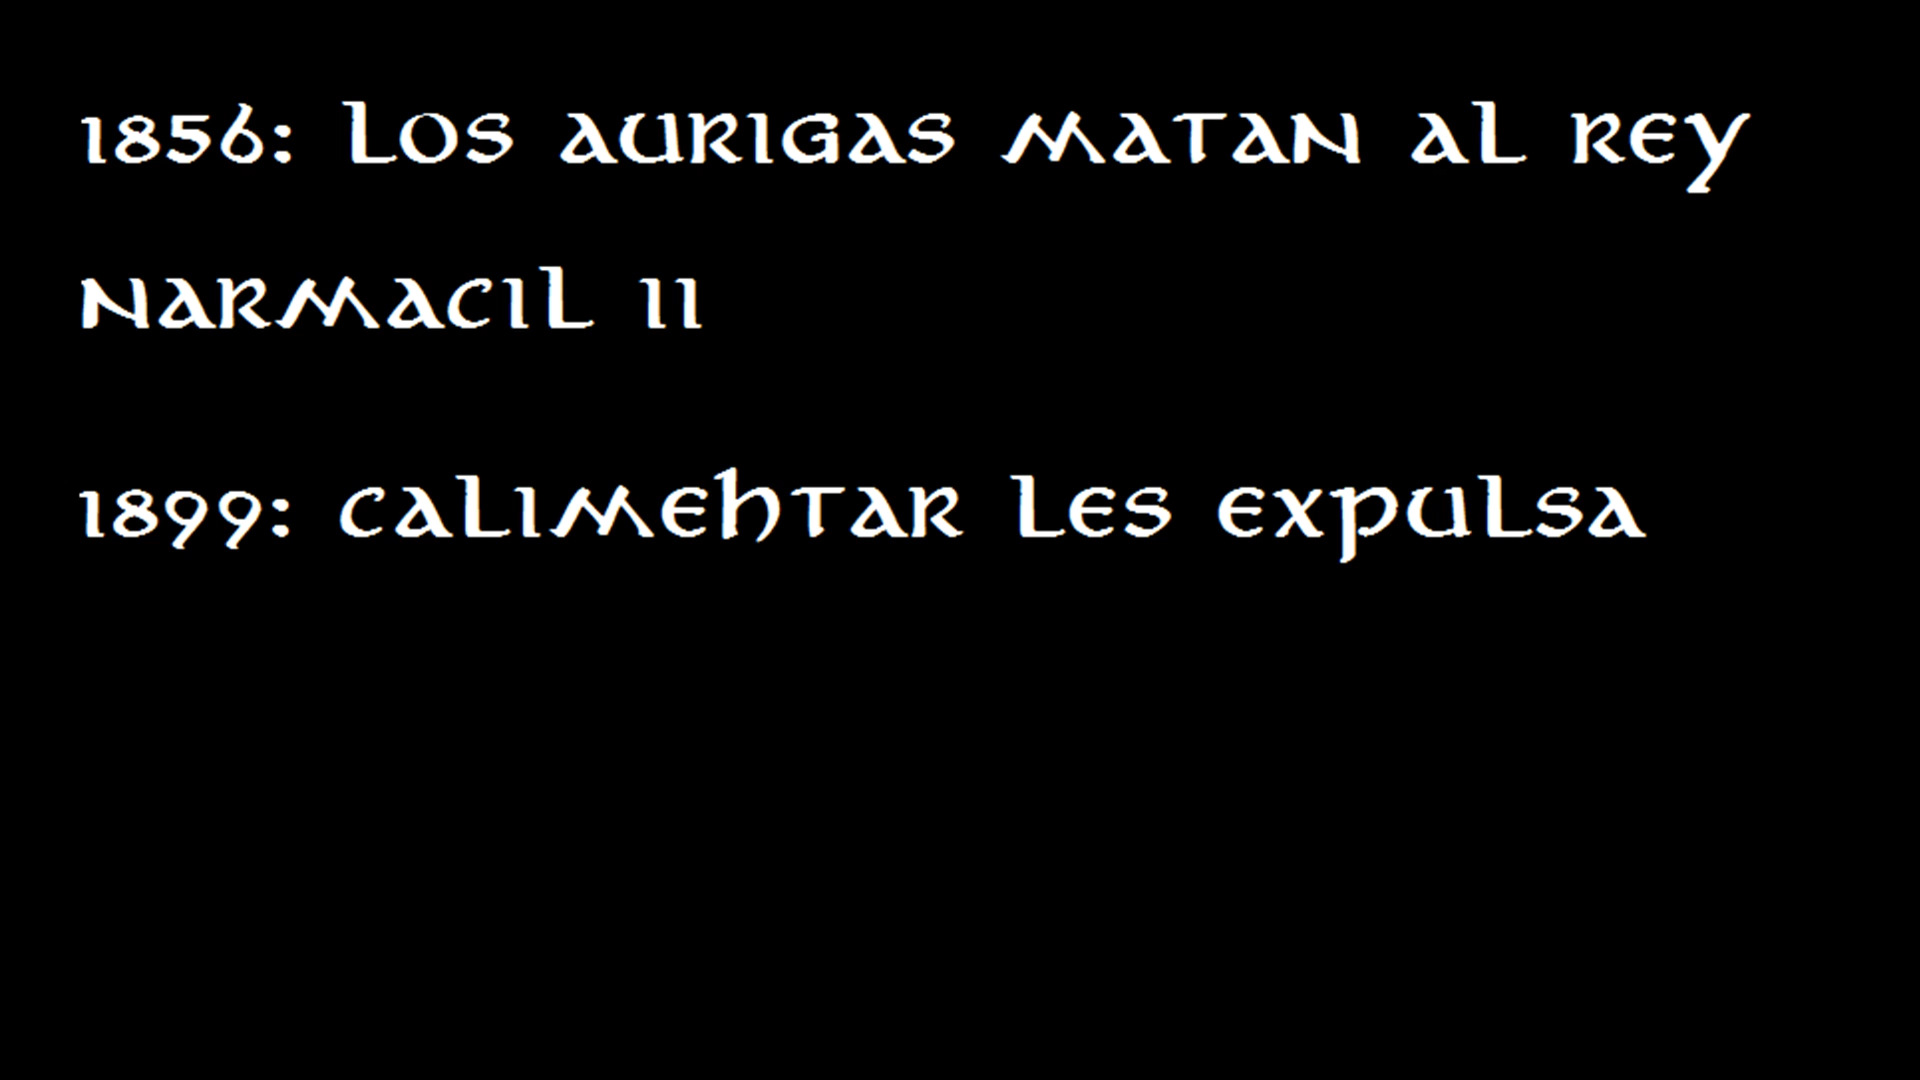 1856: Los aurigas matan al rey
Narmacil II
1899: Calimehtar les expulsa